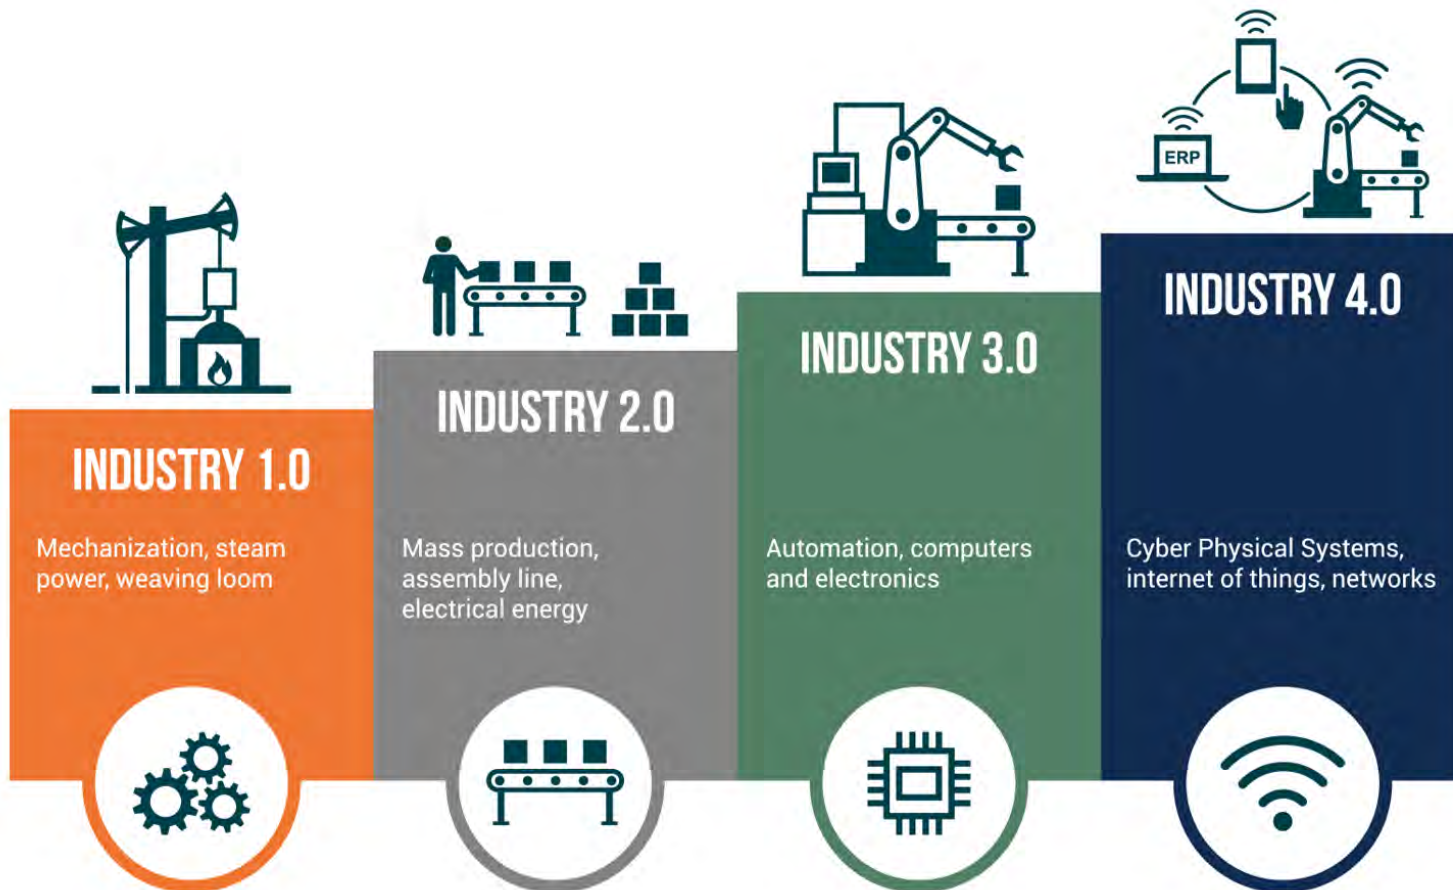 ERP
INDUSTRY 1.0
Mechanization, steam
power, weaving loom
INDUSTRY 2.0
Mass production,
assembly line,
electrical energy
INDUSTRY 3.0
Automation, computers
and electronics
INDUSTRY 4.0
Cyber Physical Systems,
internet of things, networks